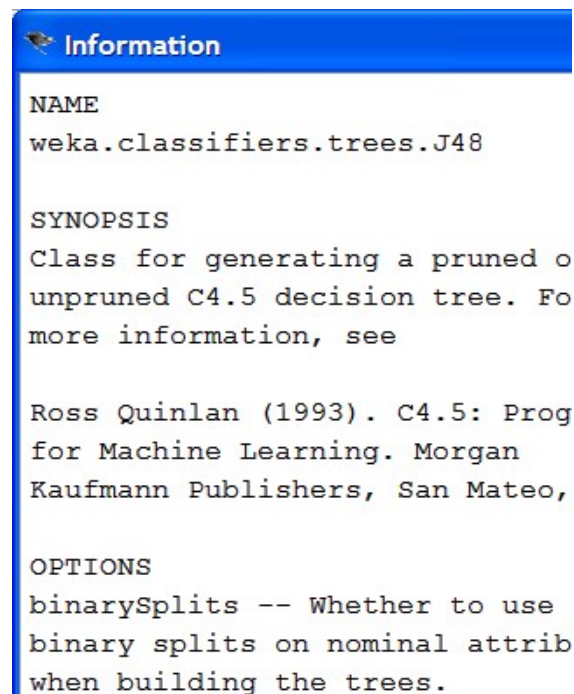 Information
NAME
weka.classifiers.trees.J48
SYNOPSIS
Class for generating a pruned o
unpruned C4.5 decision tree. Fo
more information, see
Ross Quinlan (1993). C4.5: Prog
for Machine Learning. Morgan
Kaufmann Publishers, San Mateo,
OPTIONS
binarySplits -- Whether to use
binary splits on nominal attrib
when building the trees.